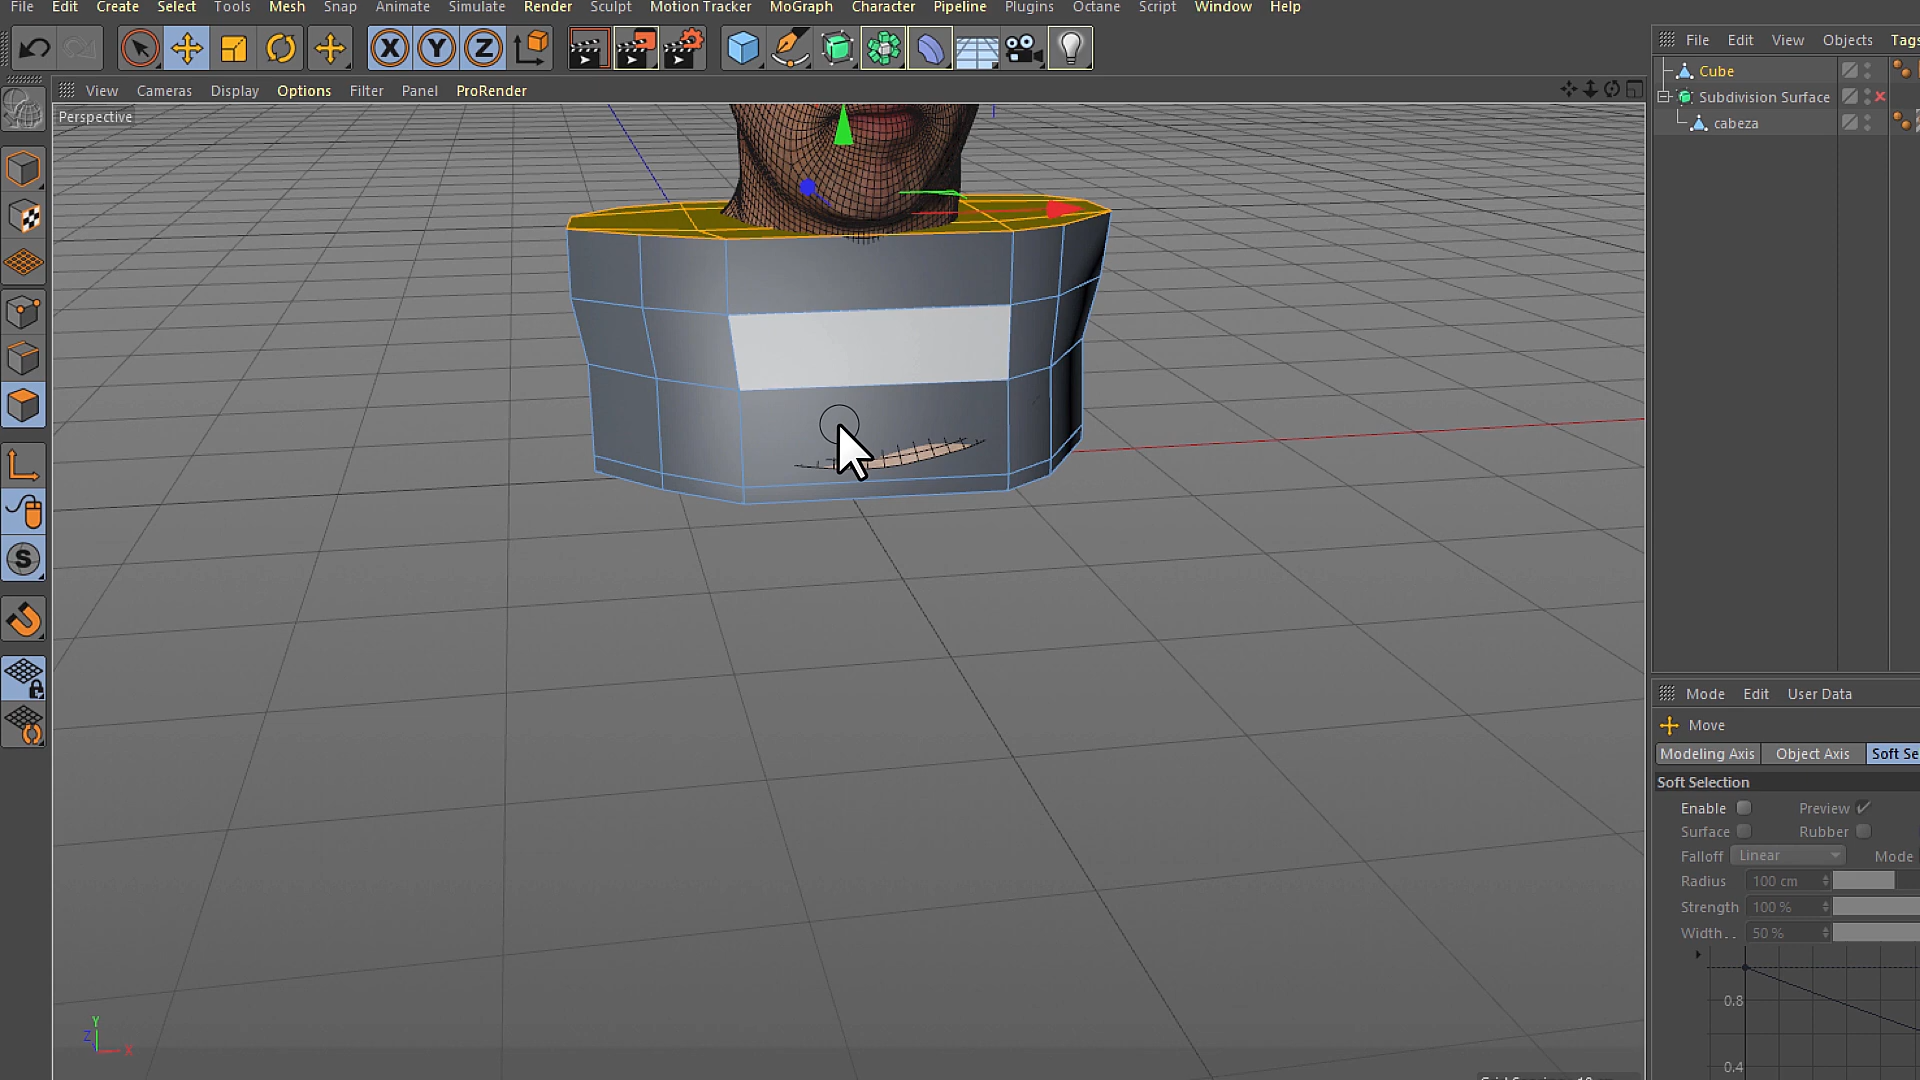 File Edit Create Select Tools Mesh Snap Animate Simulate Render Sculpt Motion Tracker MoGraph Character Pipeline Plugins Octane Script Window Help
X Y Z
File Edit View Objects Tags
View Cameras Display Options Filter Panel ProRender
Perspective
Cube
Subdivision Surface
cabeza
S
Mode Edit User Data
Move
Modeling Axis Object Axis Soft Se
Soft Selection
Enable Preview
Surface Rubber
Falloff Linear Mode
Radius 100 cm
Strength 100 %
Width.. 50 %
0.8
0.4
Y
Z
X